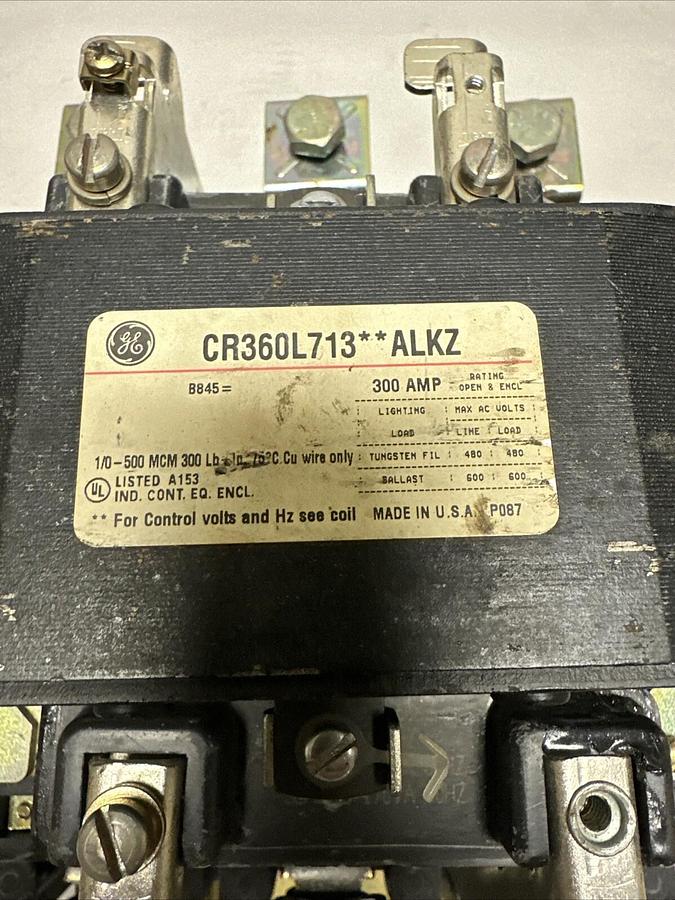 GE CR360L713**ALKZ
B845= 300 AMP RATING
OPEN & ENCL
LIGHTING MAX AC VOLTS
LOAD LINE LOAD
1/0-500 MCM 300 Lb 75°C Cu wire only TUNGSTEN FIL 480 480
UL LISTED A153 BALLAST 600 600
IND. CONT. EQ. ENCL.
** For Control volts and Hz see coil MADE IN U.S.A. P087